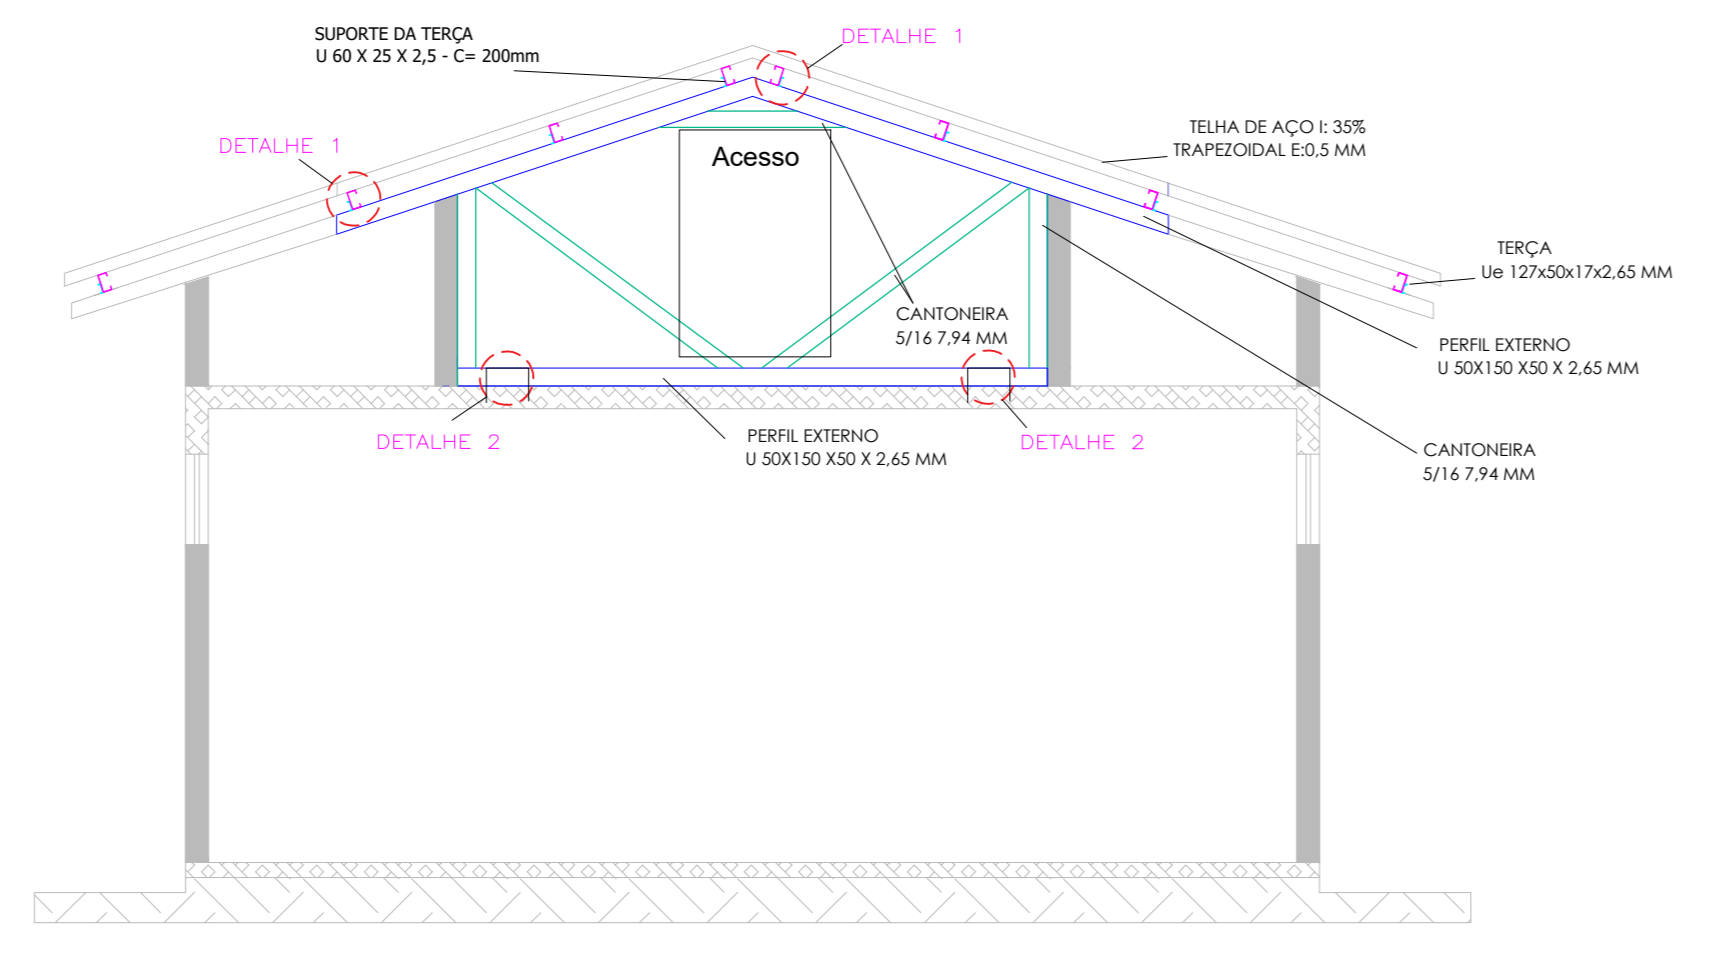 SUPORTE DA TERÇA
U 60 X 25 X 2,5 - C= 200mm
DETALHE 1
DETALHE 1
TELHA DE AÇO I: 35%
TRAPEZOIDAL E:0,5 MM
Acesso
TERÇA
Ue 127x50x17x2,65 MM
CANTONEIRA
5/16 7,94 MM
PERFIL EXTERNO
U 50X150 X50 X 2,65 MM
DETALHE 2
PERFIL EXTERNO
U 50X150 X50 X 2,65 MM
DETALHE 2
CANTONEIRA
5/16 7,94 MM